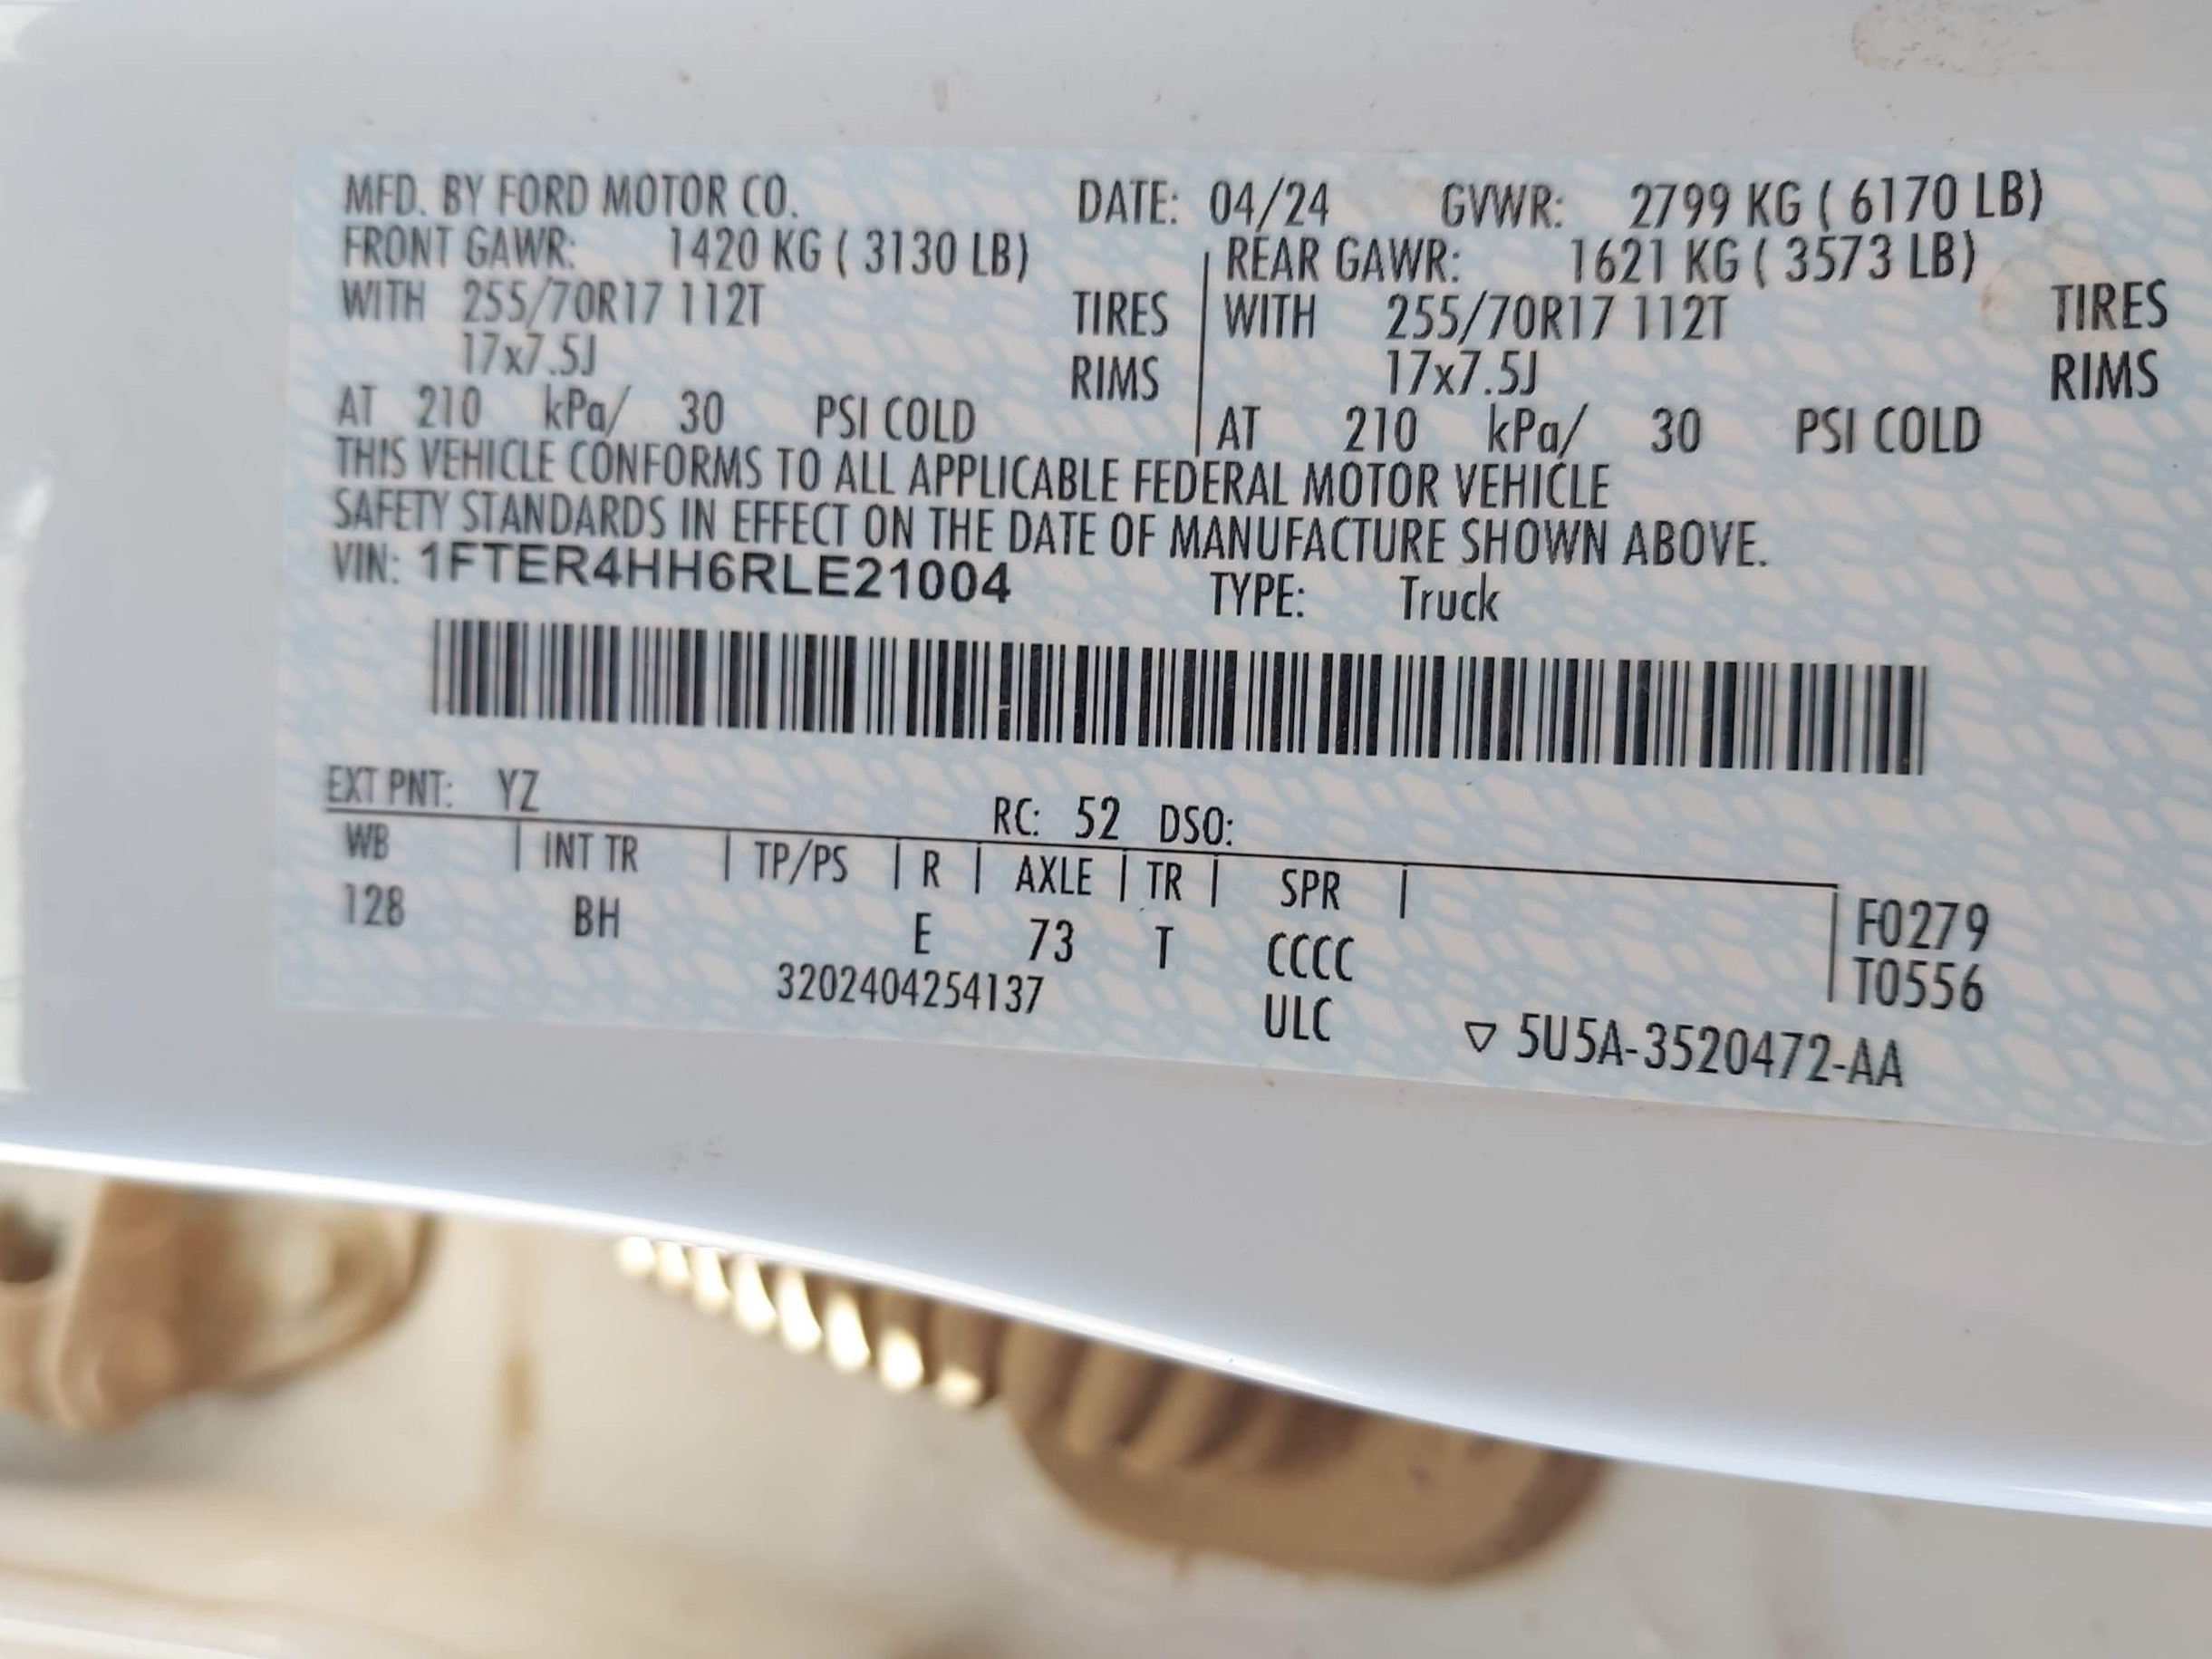 MFD. BY FORD MOTOR CO. DATE: 04/24 GVWR: 2799 KG ( 6170 LB)
FRONT GAWR: 1420 KG ( 3130 LB) REAR GAWR: 1621 KG ( 3573 LB)
WITH 255/70R17 112T TIRES WITH 255/70R17 112T TIRES
17x7.5J RIMS 17x7.5J RIMS
AT 210 kPa/ 30 PSI COLD AT 210 kPa/ 30 PSI COLD
THIS VEHICLE CONFORMS TO ALL APPLICABLE FEDERAL MOTOR VEHICLE
SAFETY STANDARDS IN EFFECT ON THE DATE OF MANUFACTURE SHOWN ABOVE.
VIN: 1FTER4HH6RLE21004 TYPE: Truck
EXT PNT: YZ RC: 52 DSO:
WB | INT TR | TP/PS | R | AXLE | TR | SPR | F0279
128 BH E 73 T CCCC T0556
3202404254137 ULC ▽ 5U5A-3520472-AA